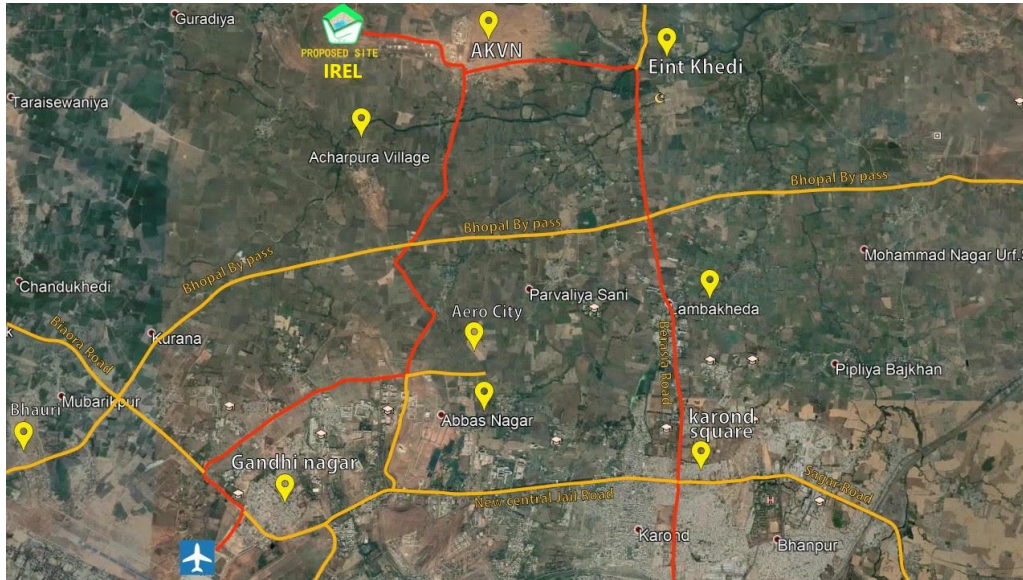 Guradiya
PROPOSED SITE
IREL
AKVN
Eint Khedi
Taraisewaniya
Acharpura Village
Bhopal By pass
Bhopal By pass
Bhopal By pass
Mohammad Nagar Urf.S
Chandukhedi
Parvaliya Sani
Lambakheda
Aero City
Biaora Road
Kurana
Berasia Road
Pipliya Bajkhan
Mubarikpur
Bhauri
Abbas Nagar
karond
square
Gandhi nagar
New central Jail Road
Sagar Road
H
Karond
Bhanpur